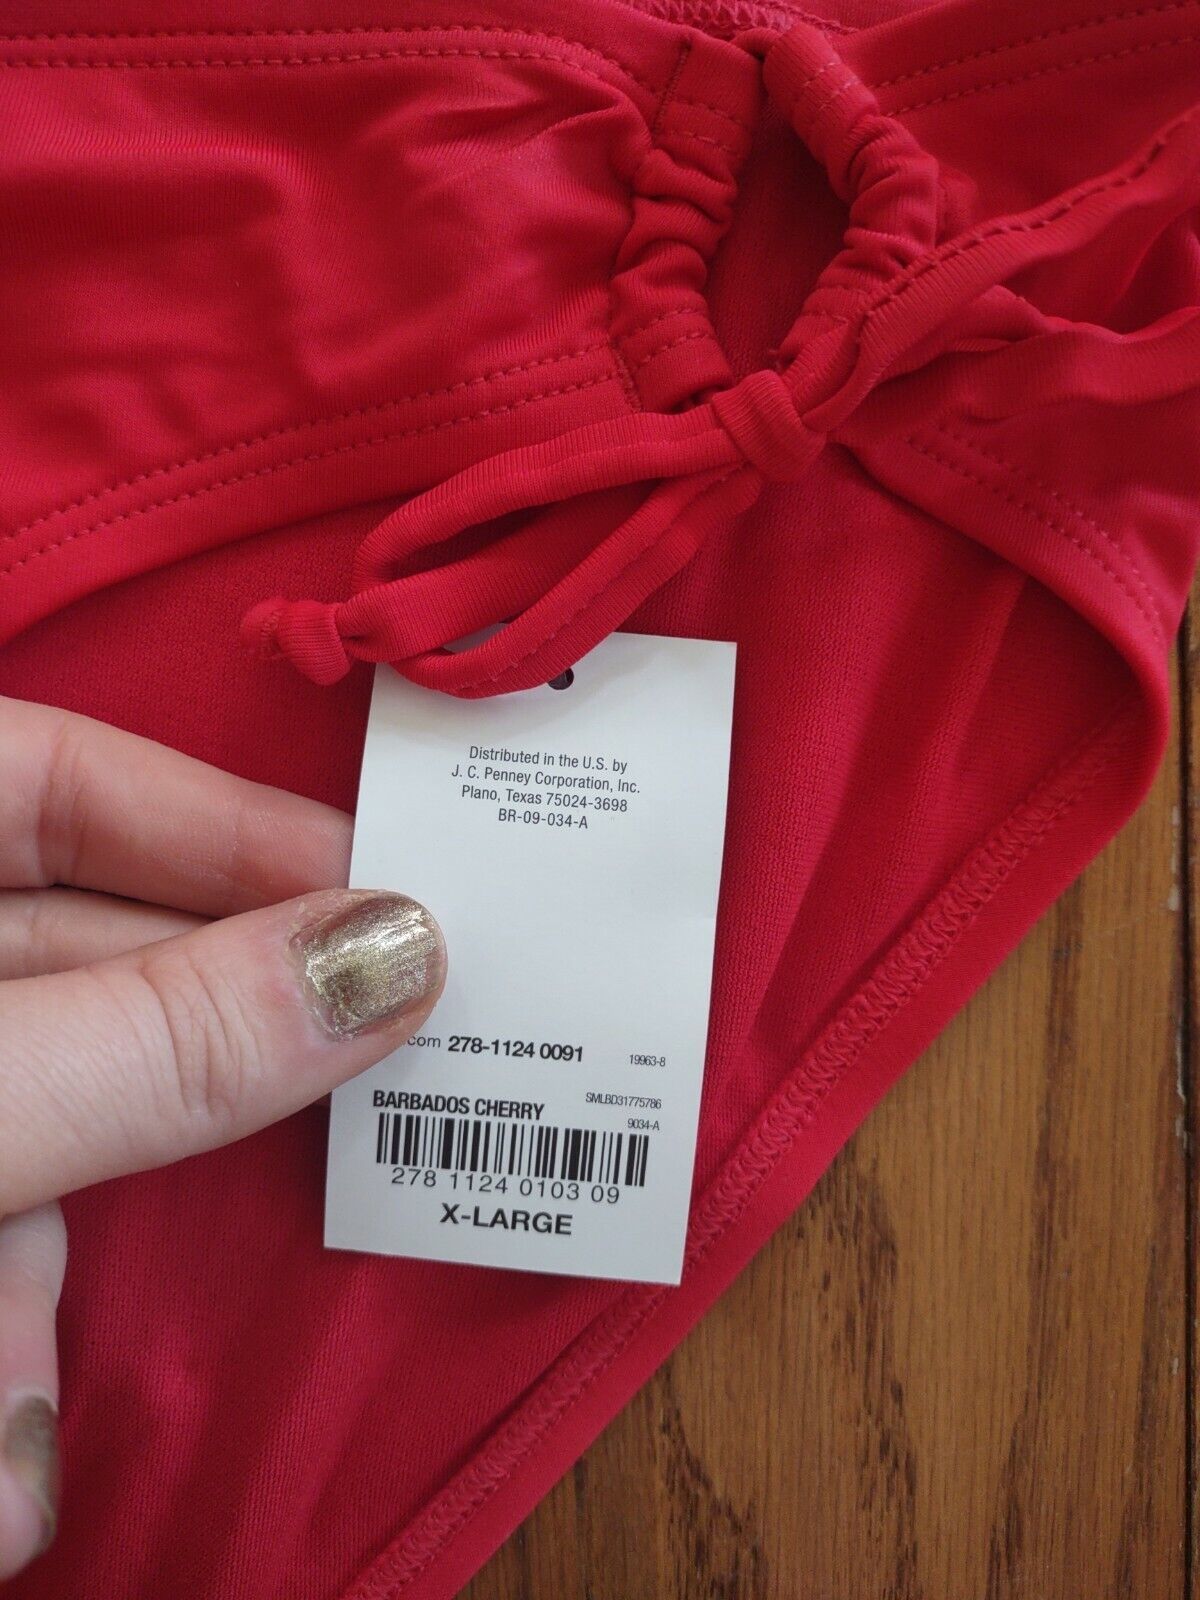 Distributed in the U.S. by
J. C. Penney Corporation, Inc.
Plano, Texas 75024-3698
BR-09-034-A
.com 278-1124 0091
19963-8
BARBADOS CHERRY
SMLBD31775786
9034-A
278 1124 0103 09
X-LARGE